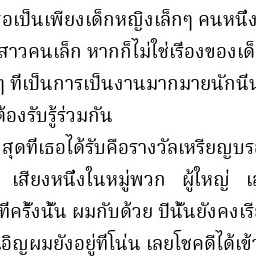 อเป็นเพียงเด็กหญิงเล็กๆ คนหนึ่ง
สาวคนเล็ก หากก็ไม่ใช่เรื่องของเด็
ๆ ที่เป็นการเป็นงานมากมายนักนี่น
ต้องรับรู้ร่วมกัน
สุดที่เธอได้รับคือรางวัลเหรียญบร
เสียงหนึ่งในหมู่พวก ผู้ใหญ่ เ
ที่ครั้งนั้น ผมกับด้วย ปีนั้นยังคงเรี
เอิญผมยังอยู่ที่โน่น เลยโชคดีได้เข้า